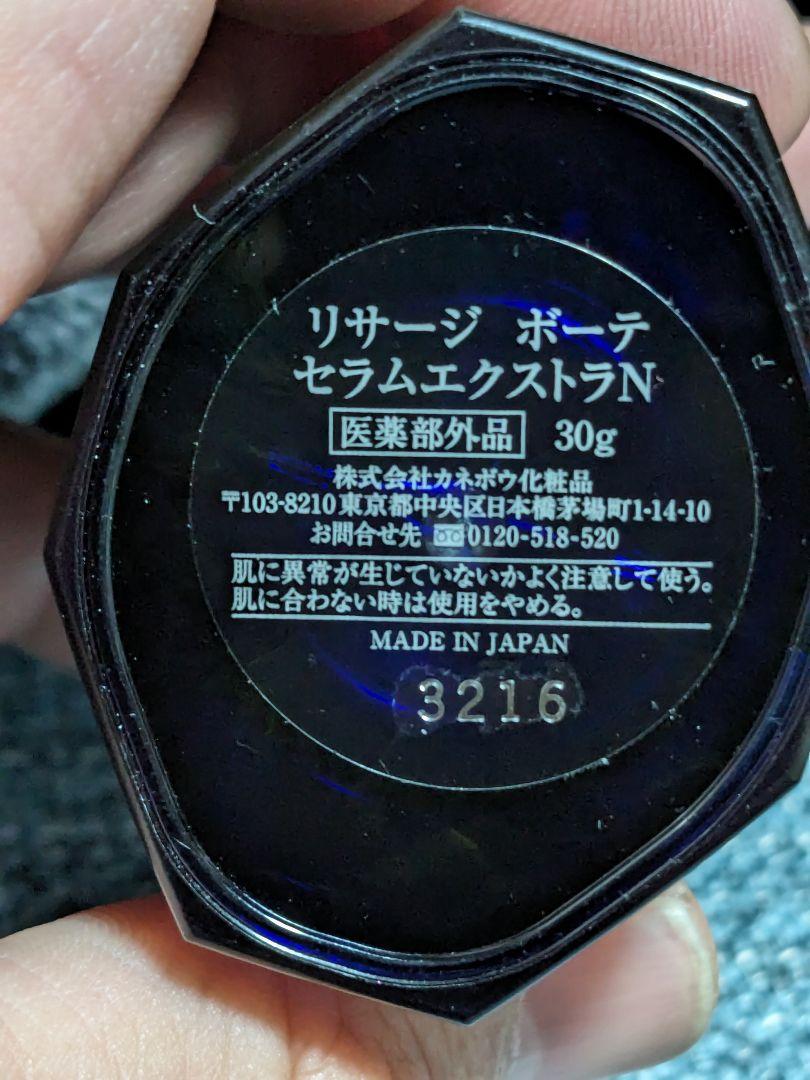 リサージ ボーテ
セラムエクストラN
医薬部外品 30g
株式会社カネボウ化粧品
〒103-8210東京都中央区日本橋茅場町1-14-10
お問合せ先 0120-518-520
肌に異常が生じていないかよく注意して使う。
肌に合わない時は使用をやめる。
MADE IN JAPAN
3216